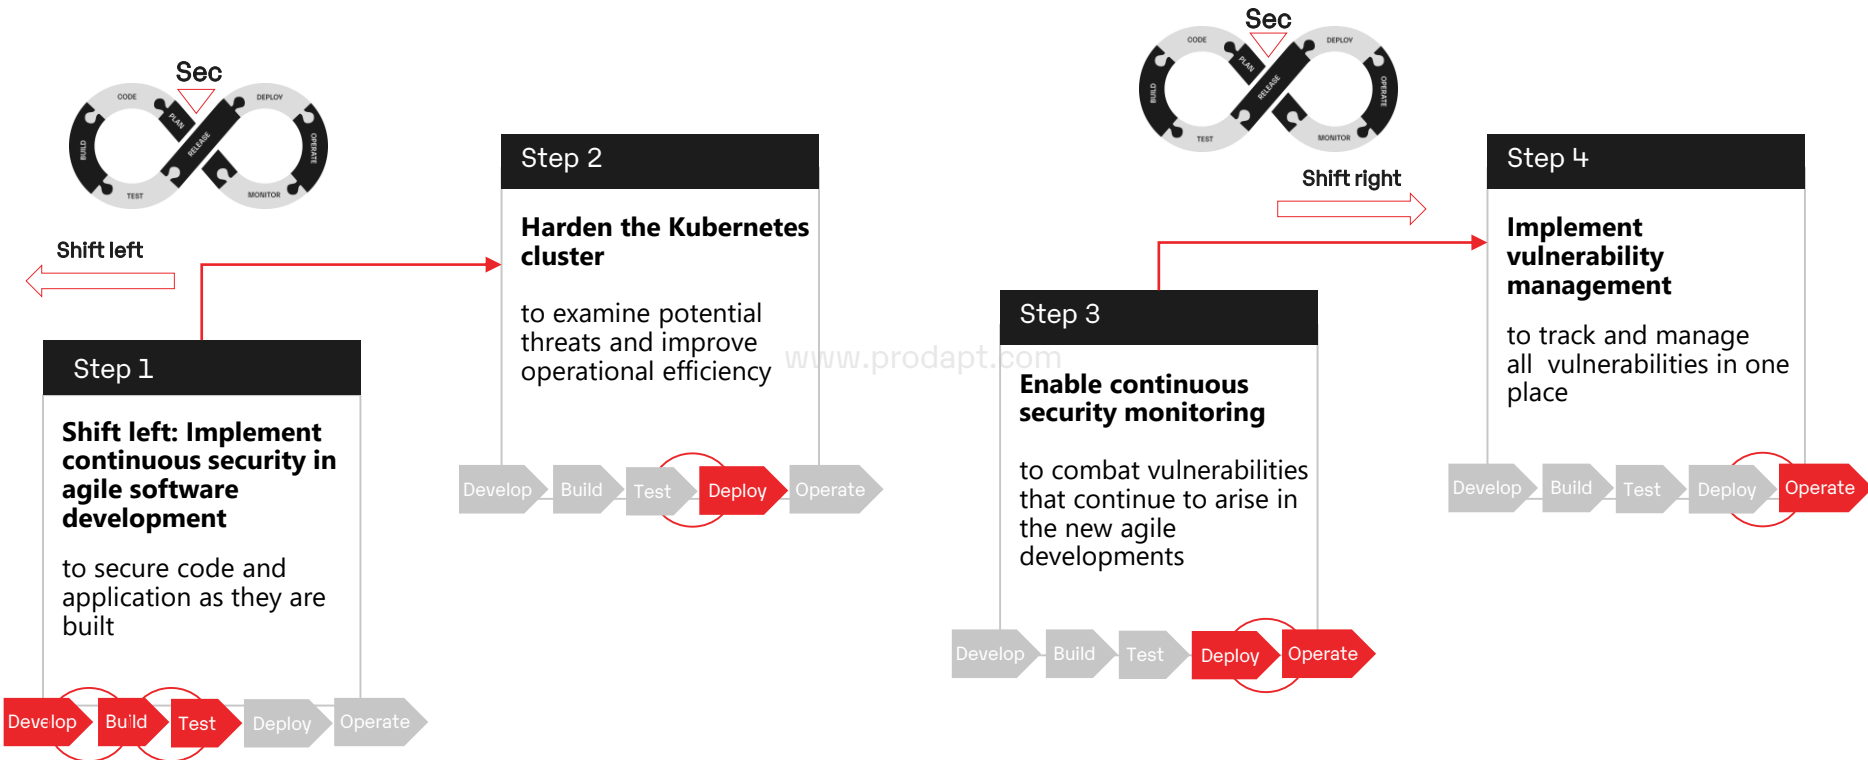 Sec
CODE
PLAN
BUILD
TEST
RELEASE
DEPLOY
OPERATE
MONITOR
Shift left
Step 1
Shift left: Implement
continuous security in
agile software
development
to secure code and
application as they are
built
Develop
Build
Test
Deploy
Operate
Step 2
Harden the Kubernetes
cluster
to examine potential
threats and improve
operational efficiency
Develop
Build
Test
Deploy
Operate
www.prodapt.com
Sec
CODE
PLAN
BUILD
TEST
RELEASE
DEPLOY
OPERATE
MONITOR
Shift right
Step 3
Enable continuous
security monitoring
to combat vulnerabilities
that continue to arise in
the new agile
developments
Develop
Build
Test
Deploy
Operate
Step 4
Implement
vulnerability
management
to track and manage
all  vulnerabilities in one
place
Develop
Build
Test
Deploy
Operate